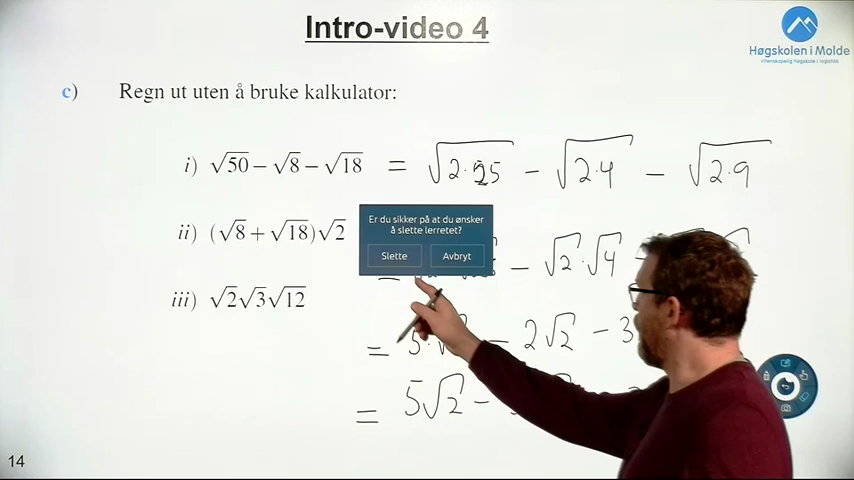 Intro-video 4
Høgskolen i Molde
Vitenskapelig høgskole i logistikk
c) Regn ut uten å bruke kalkulator:
i) √50 − √8 − √18 = √2·25 − √2·4 − √2·9
Er du sikker på at du ønsker
å slette lerretet?
Slette Avbryt
ii) (√8 + √18)√2 = − √2·√4
iii) √2√3√12
= 5·√2 − 2√2 − 3
= 5√2 −
14